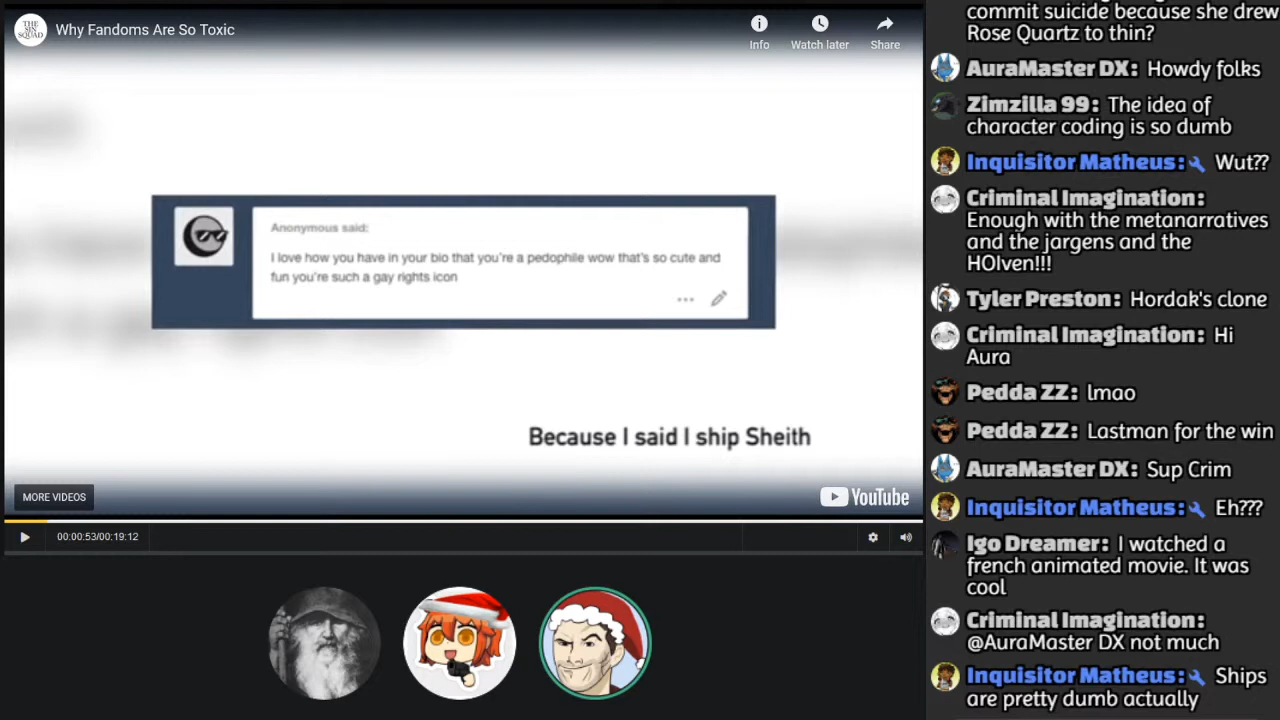 THE
SIN
SQUAD
Why Fandoms Are So Toxic
Info
Watch later
Share
Anonymous said:
I love how you have in your bio that you're a pedophile wow that's so cute and
fun you're such a gay rights icon
Because I said I ship Sheith
MORE VIDEOS
YouTube
00:00:53/00:19:12
commit suicide because she drew
Rose Quartz to thin?
AuraMaster DX: Howdy folks
Zimzilla 99: The idea of
character coding is so dumb
Inquisitor Matheus: Wut??
Criminal Imagination:
Enough with the metanarratives
and the jargens and the
HOIven!!!
Tyler Preston: Hordak's clone
Criminal Imagination: Hi
Aura
Pedda ZZ: lmao
Pedda ZZ: Lastman for the win
AuraMaster DX: Sup Crim
Inquisitor Matheus: Eh???
Igo Dreamer: I watched a
french animated movie. It was
cool
Criminal Imagination:
@AuraMaster DX not much
Inquisitor Matheus: Ships
are pretty dumb actually